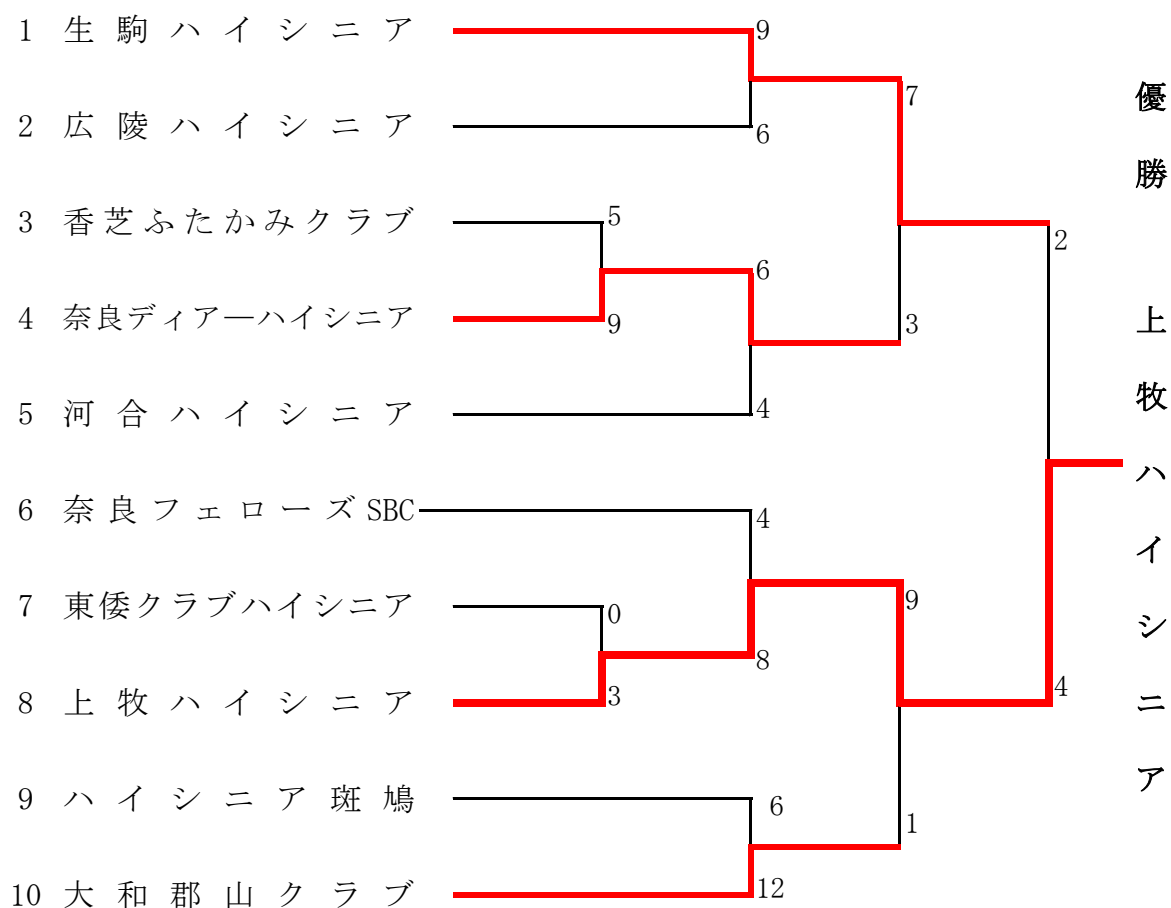 1 生駒ハイシニア
9
7
2 広陵ハイシニア
6
3 香芝ふたかみクラブ
5
2
6
4 奈良ディアーハイシニア
9
3
5 河合ハイシニア
4
6 奈良フェローズSBC
4
7 東倭クラブハイシニア
0
9
8
8 上牧ハイシニア
3
4
9 ハイシニア斑鳩
6
1
10 大和郡山クラブ
12
優勝 上牧ハイシニア